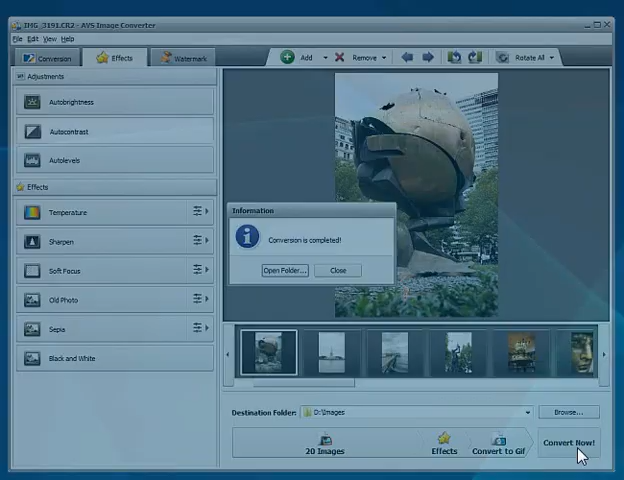 IMG_3191.CR2 - AVS Image Converter
File Edit View Help
Conversion
Effects
Watermark
Add
Remove
Rotate All
Adjustments
Autobrightness
Autocontrast
Autolevels
Effects
Temperature
Sharpen
Soft Focus
Old Photo
Sepia
Black and White
Information
Conversion is completed!
Open Folder...
Close
Destination Folder:
D:\Images
Browse...
20 Images
Effects
Convert to Gif
Convert Now!